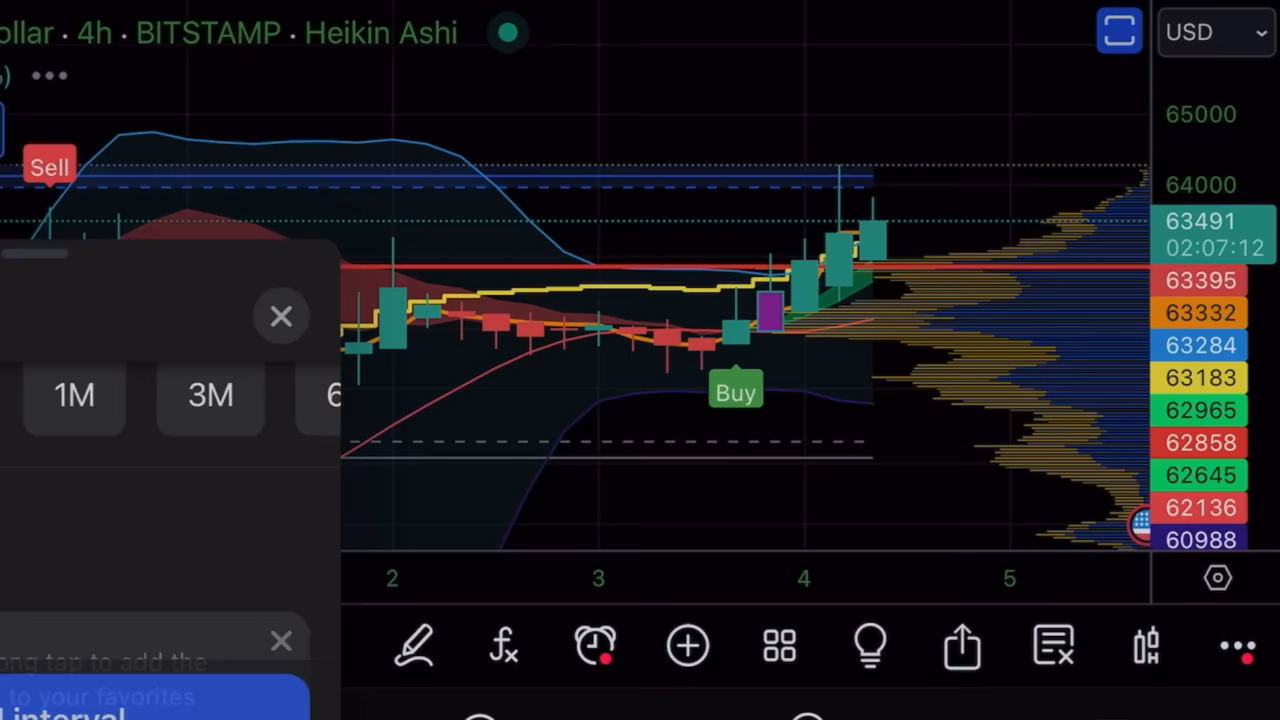 ollar · 4h · BITSTAMP · Heikin Ashi
USD
65000
Sell
64000
63491
02:07:12
63395
63332
63284
1M 3M 6
63183
Buy
62965
62858
62645
62136
60988
2 3 4 5
ong tap to add the
to your favorites
interval